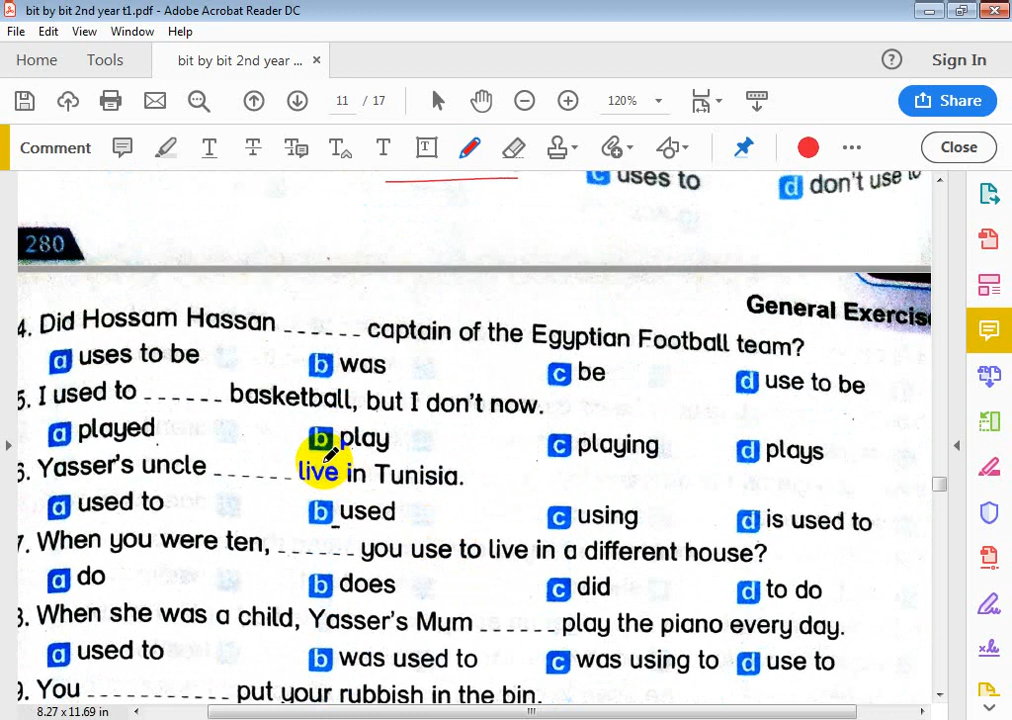 bit by bit 2nd year t1.pdf - Adobe Acrobat Reader DC
File Edit View Window Help
Home Tools bit by bit 2nd year ... × Sign In
11 / 17 120% Share
Comment Close
c uses to d don't use to
280
General Exercis
4. Did Hossam Hassan ______ captain of the Egyptian Football team?
a uses to be b was c be d use to be
5. I used to ______ basketball, but I don't now.
a played b play c playing d plays
6. Yasser's uncle ______ live in Tunisia.
a used to b used c using d is used to
7. When you were ten, ______ you use to live in a different house?
a do b does c did d to do
8. When she was a child, Yasser's Mum ______ play the piano every day.
a used to b was used to c was using to d use to
9. You _________ put your rubbish in the bin.
8.27 x 11.69 in